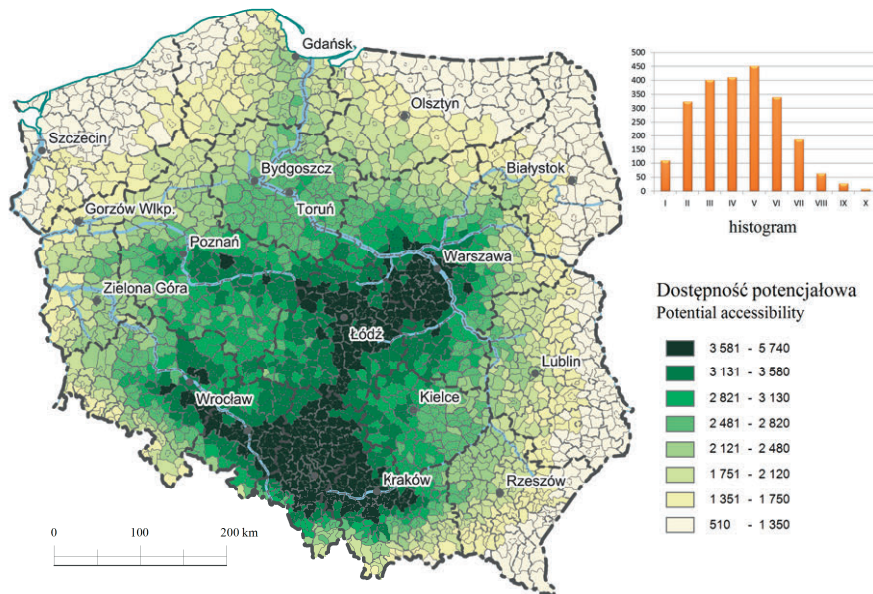 Gdańsk
Olsztyn
Szczecin
Bydgoszcz
Białystok
Toruń
Gorzów Wlkp.
Poznań
Warszawa
Zielona Góra
Łódź
Lublin
Wrocław
Kielce
Kraków
Rzeszów
0 100 200 km
500
450
400
350
300
250
200
150
100
50
0
I II III IV V VI VII VIII IX X
histogram
Dostępność potencjałowa
Potential accessibility
3 581 - 5 740
3 131 - 3 580
2 821 - 3 130
2 481 - 2 820
2 121 - 2 480
1 751 - 2 120
1 351 - 1 750
510 - 1 350